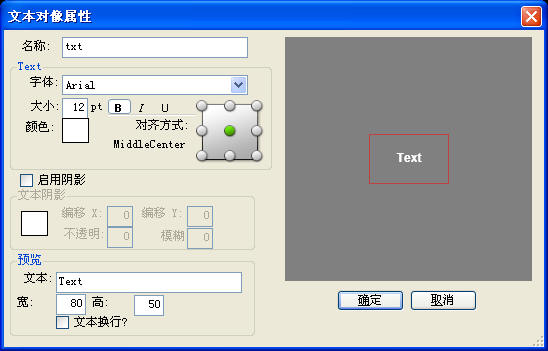 文本对像属性
名称: txt
Text
字体: Arial
大小: 12 pt B I U
颜色: 对齐方式:
MiddleCenter
启用阴影
文本阴影
偏移 X: 0 偏移 Y: 0
不透明: 0 模糊 0
预览
文本: Text
宽: 80 高: 50
文本换行?
Text
确定 取消